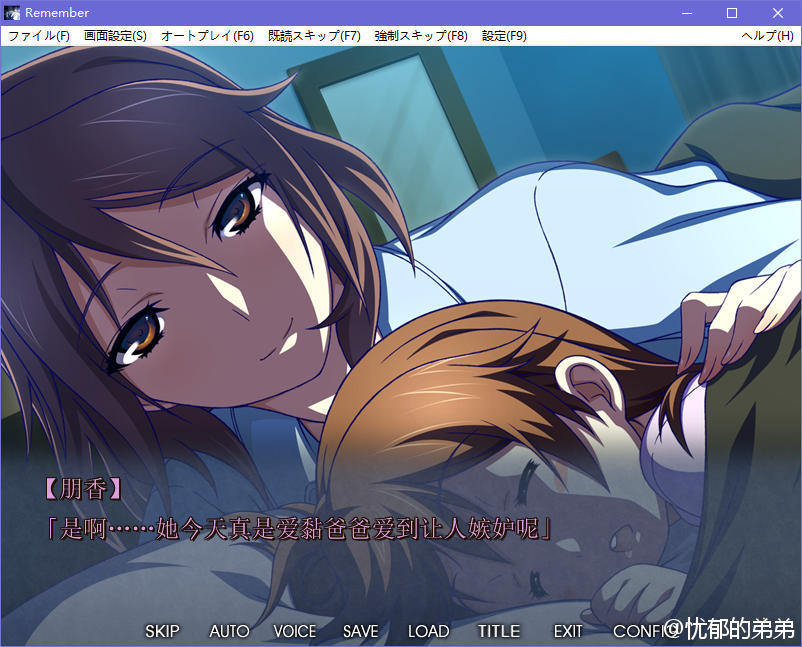 Remember
ファイル(F) 画面設定(S) オートプレイ(F6) 既読スキップ(F7) 強制スキップ(F8) 設定(F9) ヘルプ(H)
【朋香】
「是啊……她今天真是爱黏爸爸爱到让人嫉妒呢」
SKIP AUTO VOICE SAVE LOAD TITLE EXIT CONFIG
@忧郁的弟弟